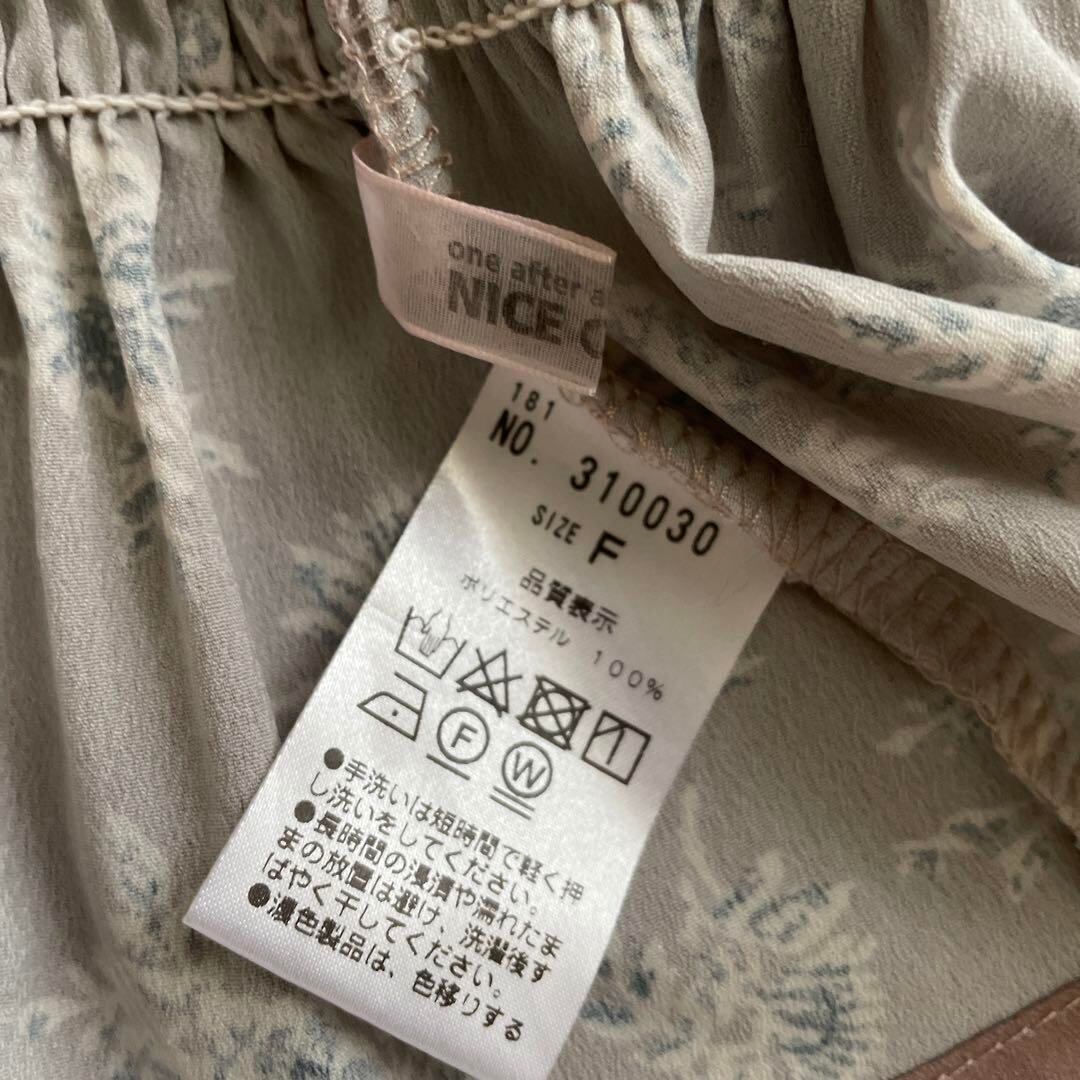 one after a
NICE C
181
NO. 310030
SIZE F
品質表示
ポリエステル 100%
F
W
●手洗いは短時間で軽く押
し洗いをしてください。
●長時間の浸漬や濡れたま
まの放置は避け、洗濯後す
ばやく干してください。
●濃色製品は、色移りする